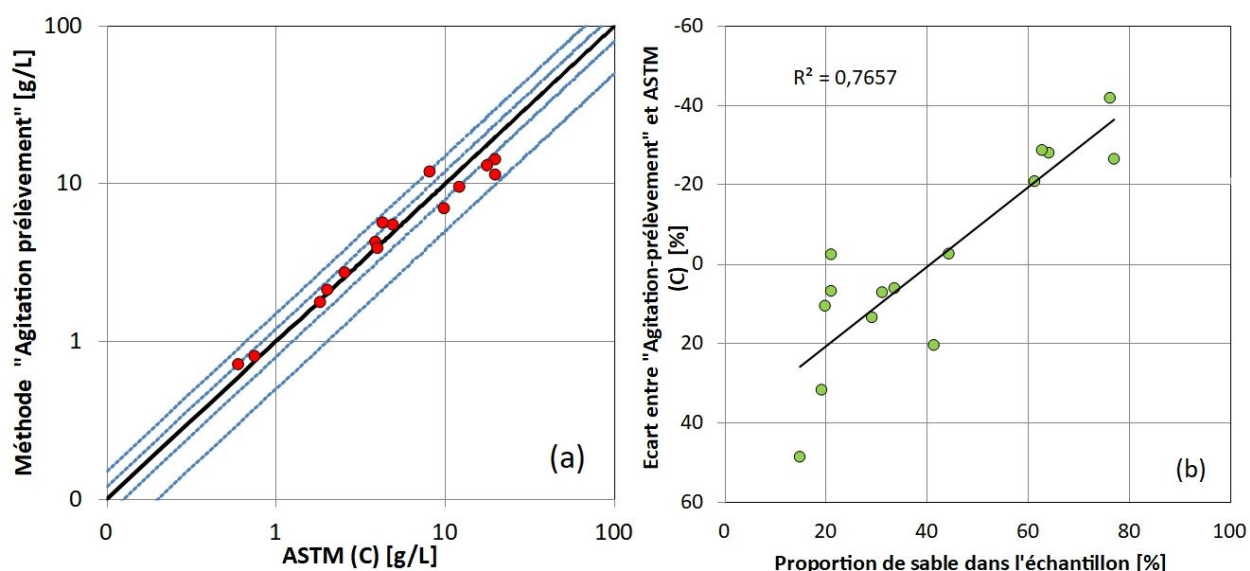 Méthode "Agitation prélèvement" [g/L]
100
10
1
0
0
1
10
100
ASTM (C) [g/L]
(a)
Ecart entre "Agitation-prélèvement" et ASTM
(C) [%]
-60
-40
-20
0
20
40
60
R² = 0,7657
(b)
0
20
40
60
80
100
Proportion de sable dans l'échantillon [%]